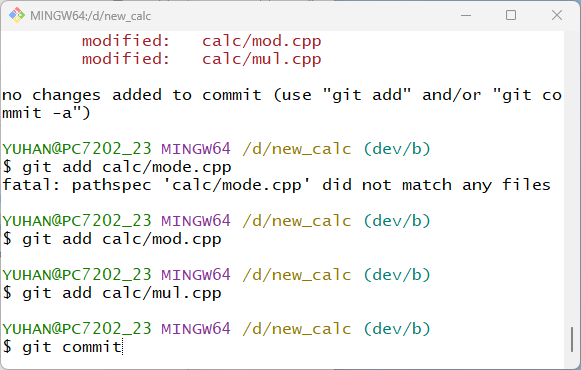 MINGW64:/d/new_calc
modified: calc/mod.cpp
modified: calc/mul.cpp
no changes added to commit (use "git add" and/or "git co
mmit -a")
YUHAN@PC7202_23 MINGW64 /d/new_calc (dev/b)
$ git add calc/mode.cpp
fatal: pathspec 'calc/mode.cpp' did not match any files
YUHAN@PC7202_23 MINGW64 /d/new_calc (dev/b)
$ git add calc/mod.cpp
YUHAN@PC7202_23 MINGW64 /d/new_calc (dev/b)
$ git add calc/mul.cpp
YUHAN@PC7202_23 MINGW64 /d/new_calc (dev/b)
$ git commit